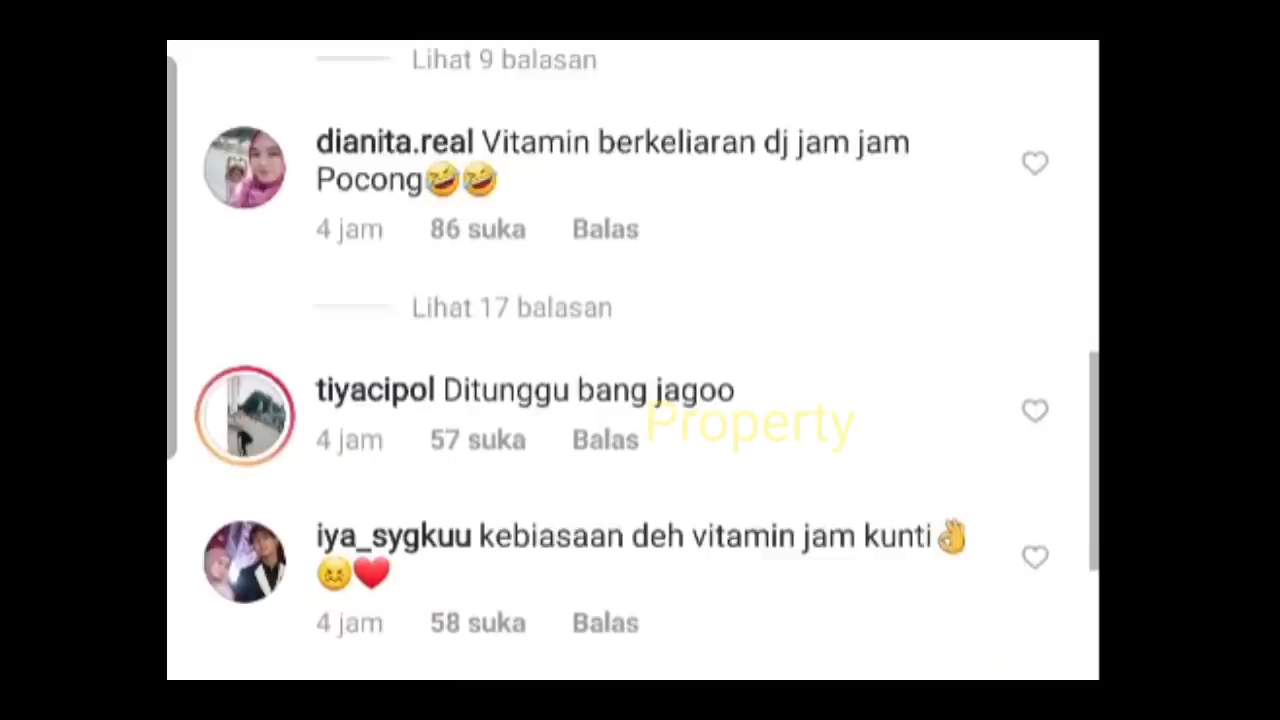 Lihat 9 balasan
dianita.real Vitamin berkeliaran dj jam jam
Pocong🤣🤣
4 jam 86 suka Balas
Lihat 17 balasan
tiyacipol Ditunggu bang jagoo
Property
4 jam 57 suka Balas
iya_sygkuu kebiasaan deh vitamin jam kunti👌
😖❤️
4 jam 58 suka Balas